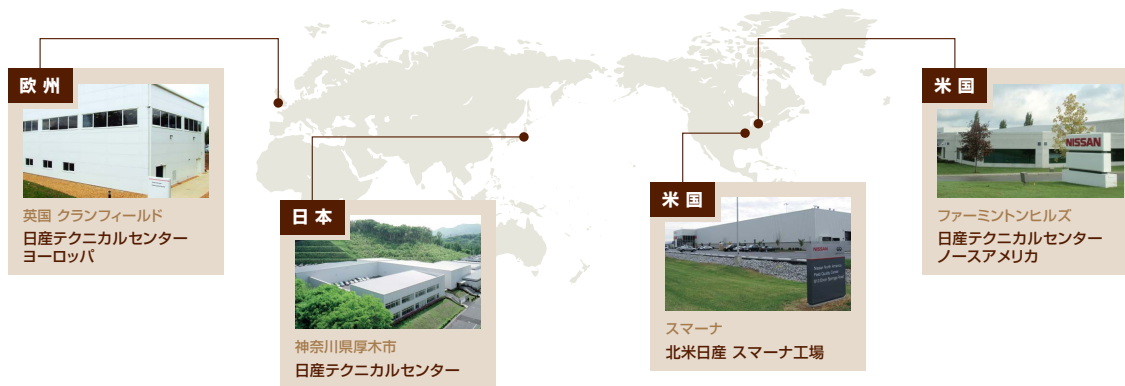 欧州
英国 クランフィールド
日産テクニカルセンター
ヨーロッパ
日本
神奈川県厚木市
日産テクニカルセンター
米国
スマーナ
北米日産 スマーナ工場
米国
NISSAN
ファーミントンヒルズ
日産テクニカルセンター
ノースアメリカ